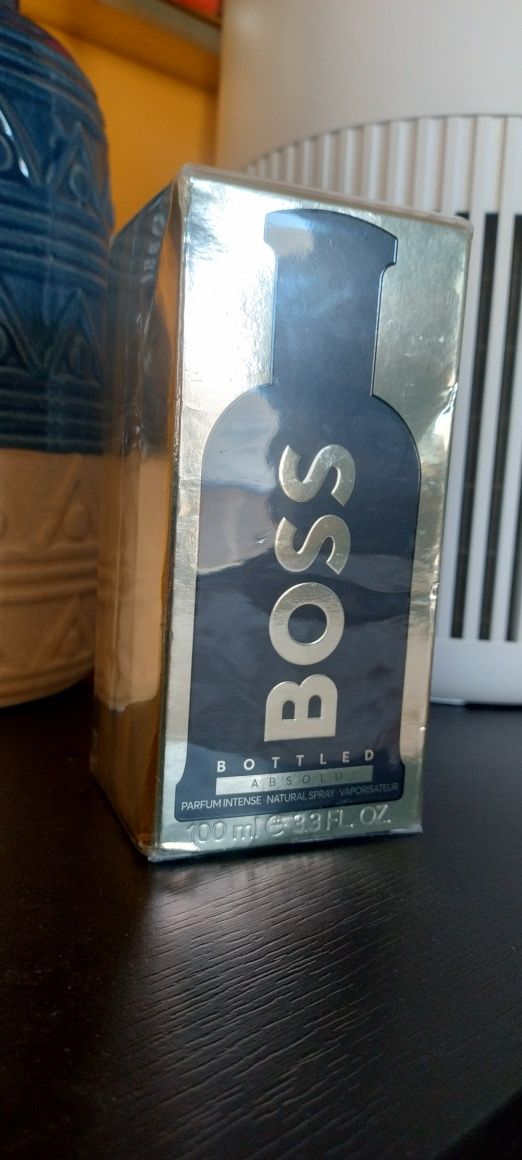 BOSS
BOTTLED
ABSOLU
PARFUM INTENSE · NATURAL SPRAY · VAPORISATEUR
100 ml ℮ 3.3 FL. OZ.